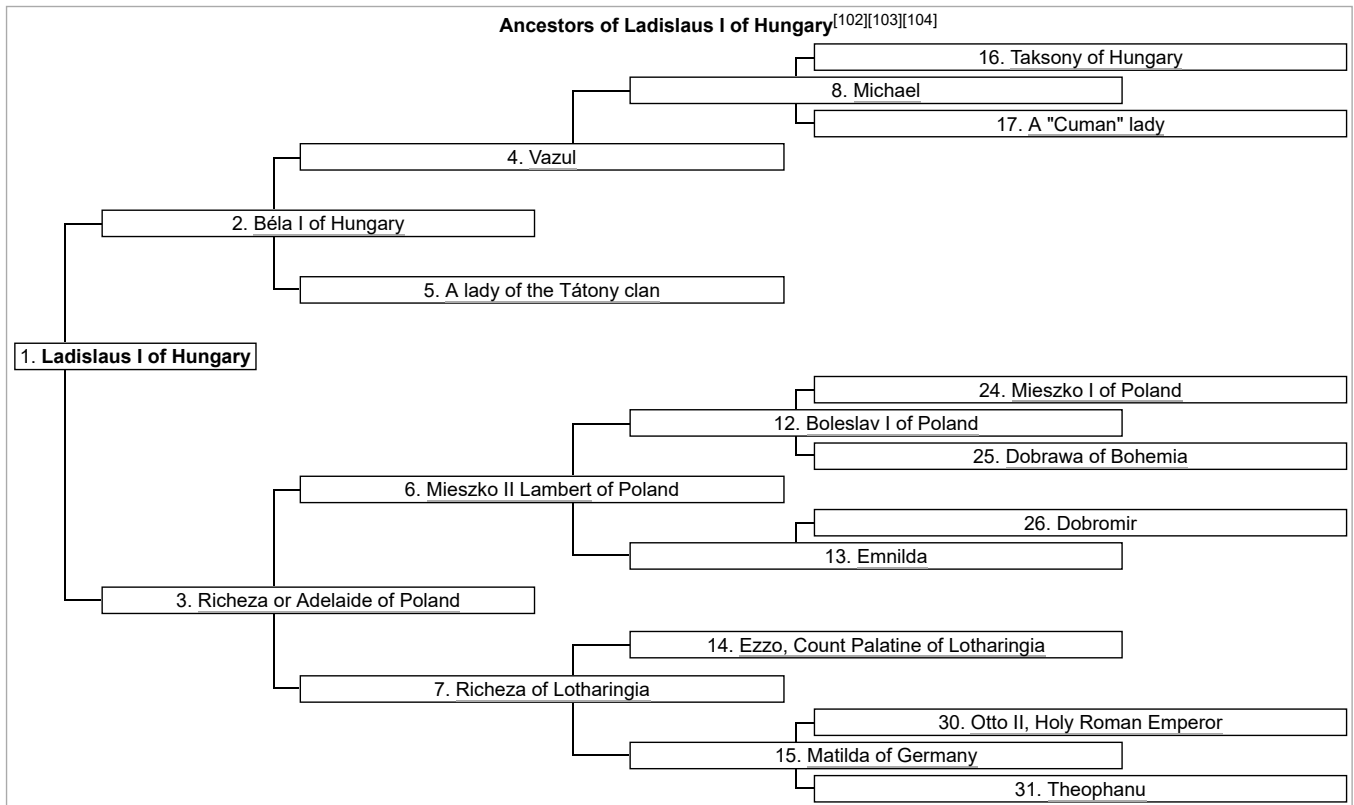 Ancestors of Ladislaus I of Hungary[102][103][104]
16. Taksony of Hungary
8. Michael
17. A "Cuman" lady
4. Vazul
2. Béla I of Hungary
5. A lady of the Tátony clan
1. Ladislaus I of Hungary
24. Mieszko I of Poland
12. Boleslav I of Poland
25. Dobrawa of Bohemia
6. Mieszko II Lambert of Poland
26. Dobromir
13. Emnilda
3. Richeza or Adelaide of Poland
14. Ezzo, Count Palatine of Lotharingia
7. Richeza of Lotharingia
30. Otto II, Holy Roman Emperor
15. Matilda of Germany
31. Theophanu